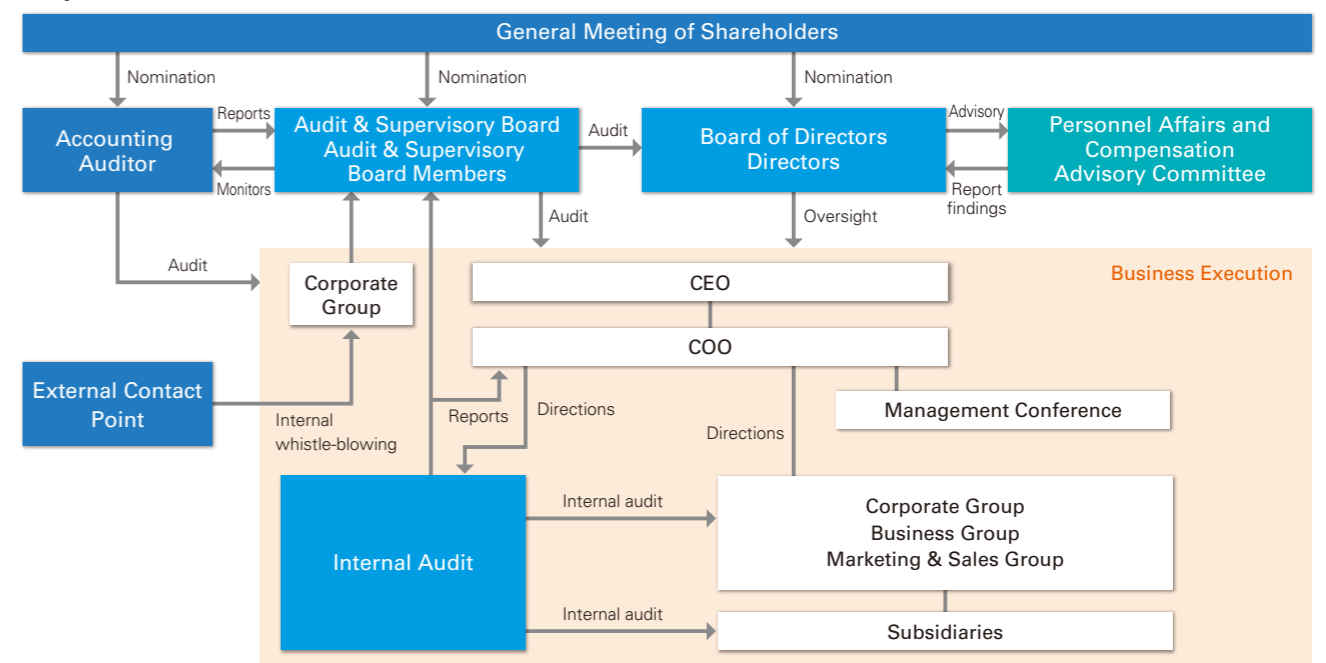 General Meeting of Shareholders
Nomination
Nomination
Nomination
Accounting
Auditor
Reports
Monitors
Audit & Supervisory Board
Audit & Supervisory
Board Members
Audit
Board of Directors
Directors
Advisory
Report
findings
Personnel Affairs and
Compensation
Advisory Committee
Audit
Audit
Oversight
Business Execution
Corporate
Group
CEO
COO
External Contact
Point
Internal
whistle-blowing
Reports
Directions
Directions
Management Conference
Internal Audit
Internal audit
Corporate Group
Business Group
Marketing & Sales Group
Internal audit
Subsidiaries